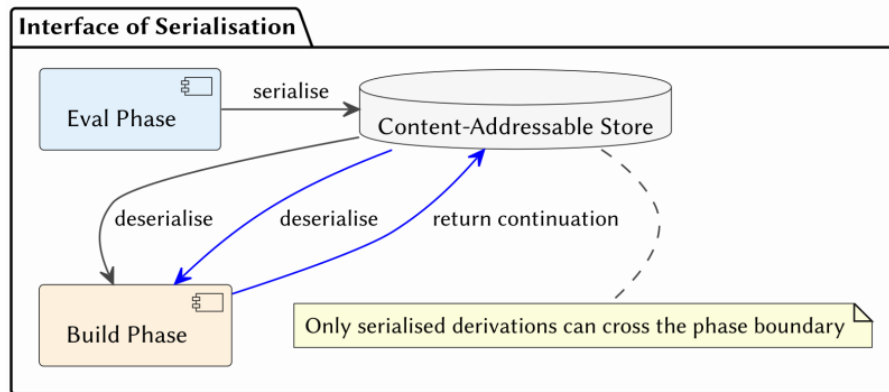 Interface of Serialisation
Eval Phase
serialise
Content-Addressable Store
deserialise
deserialise
return continuation
Build Phase
Only serialised derivations can cross the phase boundary